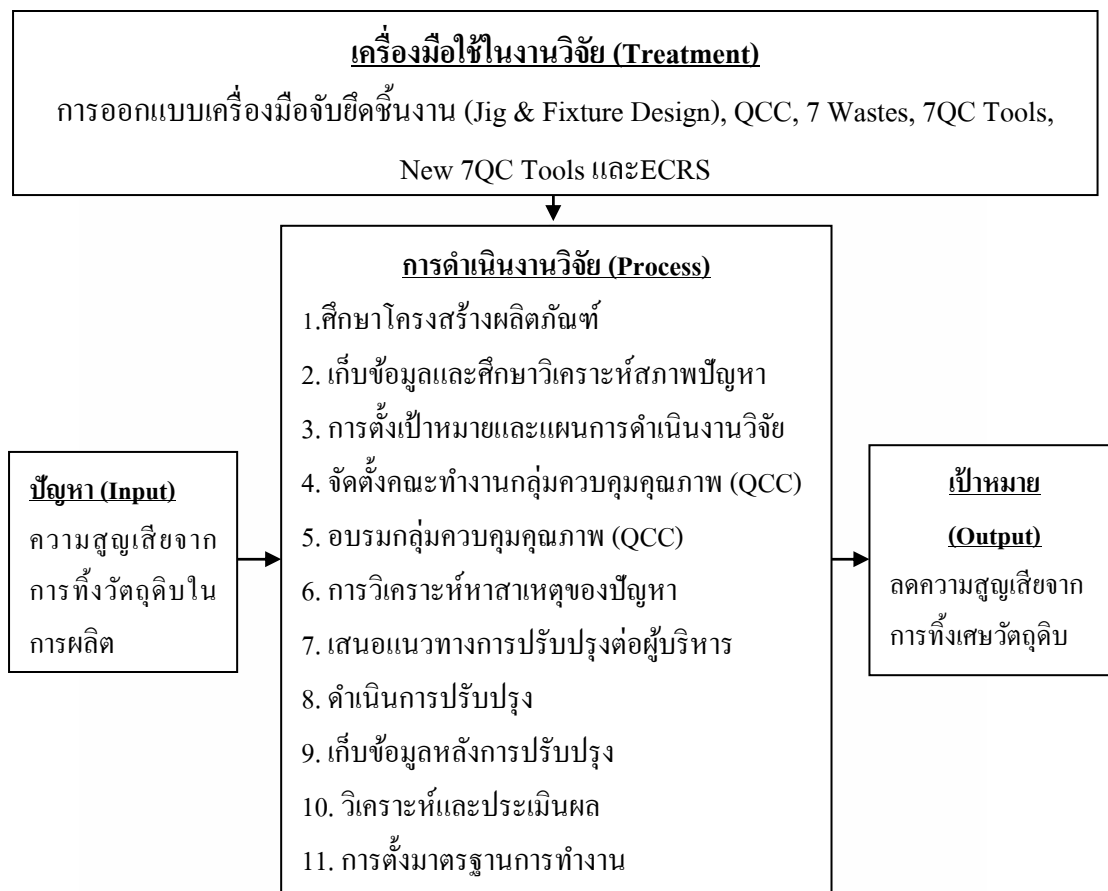 เครื่องมือใช้ในงานวิจัย (Treatment)
การออกแบบเครื่องมือจับยึดชิ้นงาน (Jig & Fixture Design), QCC, 7 Wastes, 7QC Tools,
New 7QC Tools และECRS
ปัญหา (Input)
ความสูญเสียจาก
การทิ้งวัตถุดิบใน
การผลิต
การดำเนินงานวิจัย (Process)
1.ศึกษาโครงสร้างผลิตภัณฑ์
2. เก็บข้อมูลและศึกษาวิเคราะห์สภาพปัญหา
3. การตั้งเป้าหมายและแผนการดำเนินงานวิจัย
4. จัดตั้งคณะทำงานกลุ่มควบคุมคุณภาพ (QCC)
5. อบรมกลุ่มควบคุมคุณภาพ (QCC)
6. การวิเคราะห์หาสาเหตุของปัญหา
7. เสนอแนวทางการปรับปรุงต่อผู้บริหาร
8. ดำเนินการปรับปรุง
9. เก็บข้อมูลหลังการปรับปรุง
10. วิเคราะห์และประเมินผล
11. การตั้งมาตรฐานการทำงาน
เป้าหมาย
(Output)
ลดความสูญเสียจาก
การทิ้งเศษวัตถุดิบ